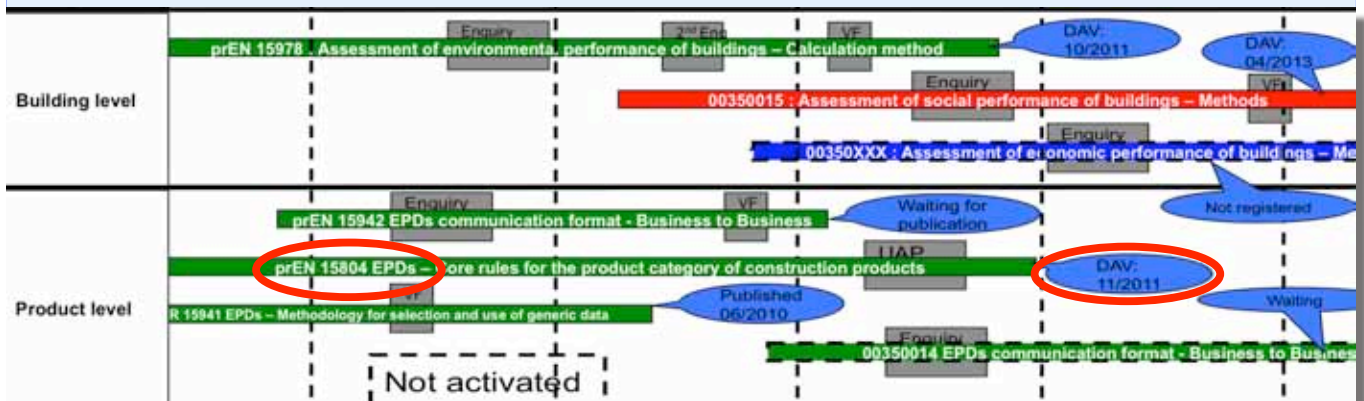 Enquiry
2nd Enq
VF
DAV:
10/2011
prEN 15978 : Assessment of environmental performance of buildings – Calculation method
DAV:
04/2013
Building level
Enquiry
VF
00350015 : Assessment of social performance of buildings – Methods
Enquiry
00350XXX : Assessment of economic performance of buildings – Me
Not registered
Enquiry
VF
Waiting for
publication
prEN 15942 EPDs communication format - Business to Business
UAP
prEN 15804 EPDs – Core rules for the product category of construction products
DAV:
11/2011
Product level
VF
Published
06/2010
Waiting
R 15941 EPDs – Methodology for selection and use of generic data
Enquiry
00350014 EPDs communication format - Business to Busines
Not activated